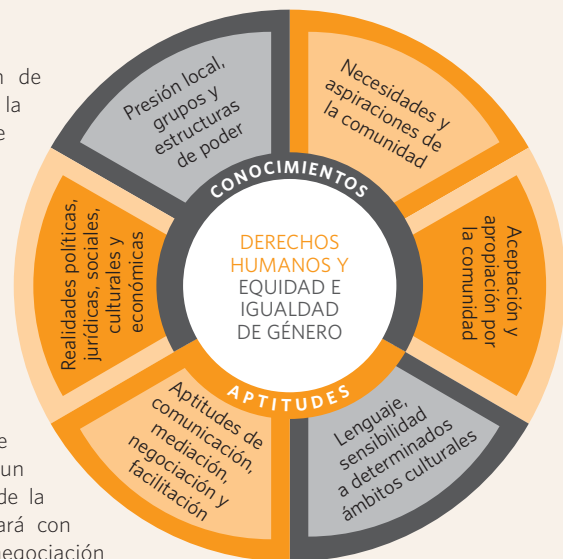 n de
la
e
Presión local,
grupos y
estructuras
de poder
Necesidades y
aspiraciones de
la comunidad
Realidades políticas,
jurídicas, sociales,
culturales y
económicas
CONOCIMIENTOS
DERECHOS
HUMANOS Y
EQUIDAD E
IGUALDAD
DE GÉNERO
Aceptación y
apropiación por
la comunidad
APTITUDES
Aptitudes de
comunicación,
mediación,
negociación y
facilitación
Lenguaje,
sensibilidad
a determinados
ámbitos culturales
e
un
de la
ará con
negociación